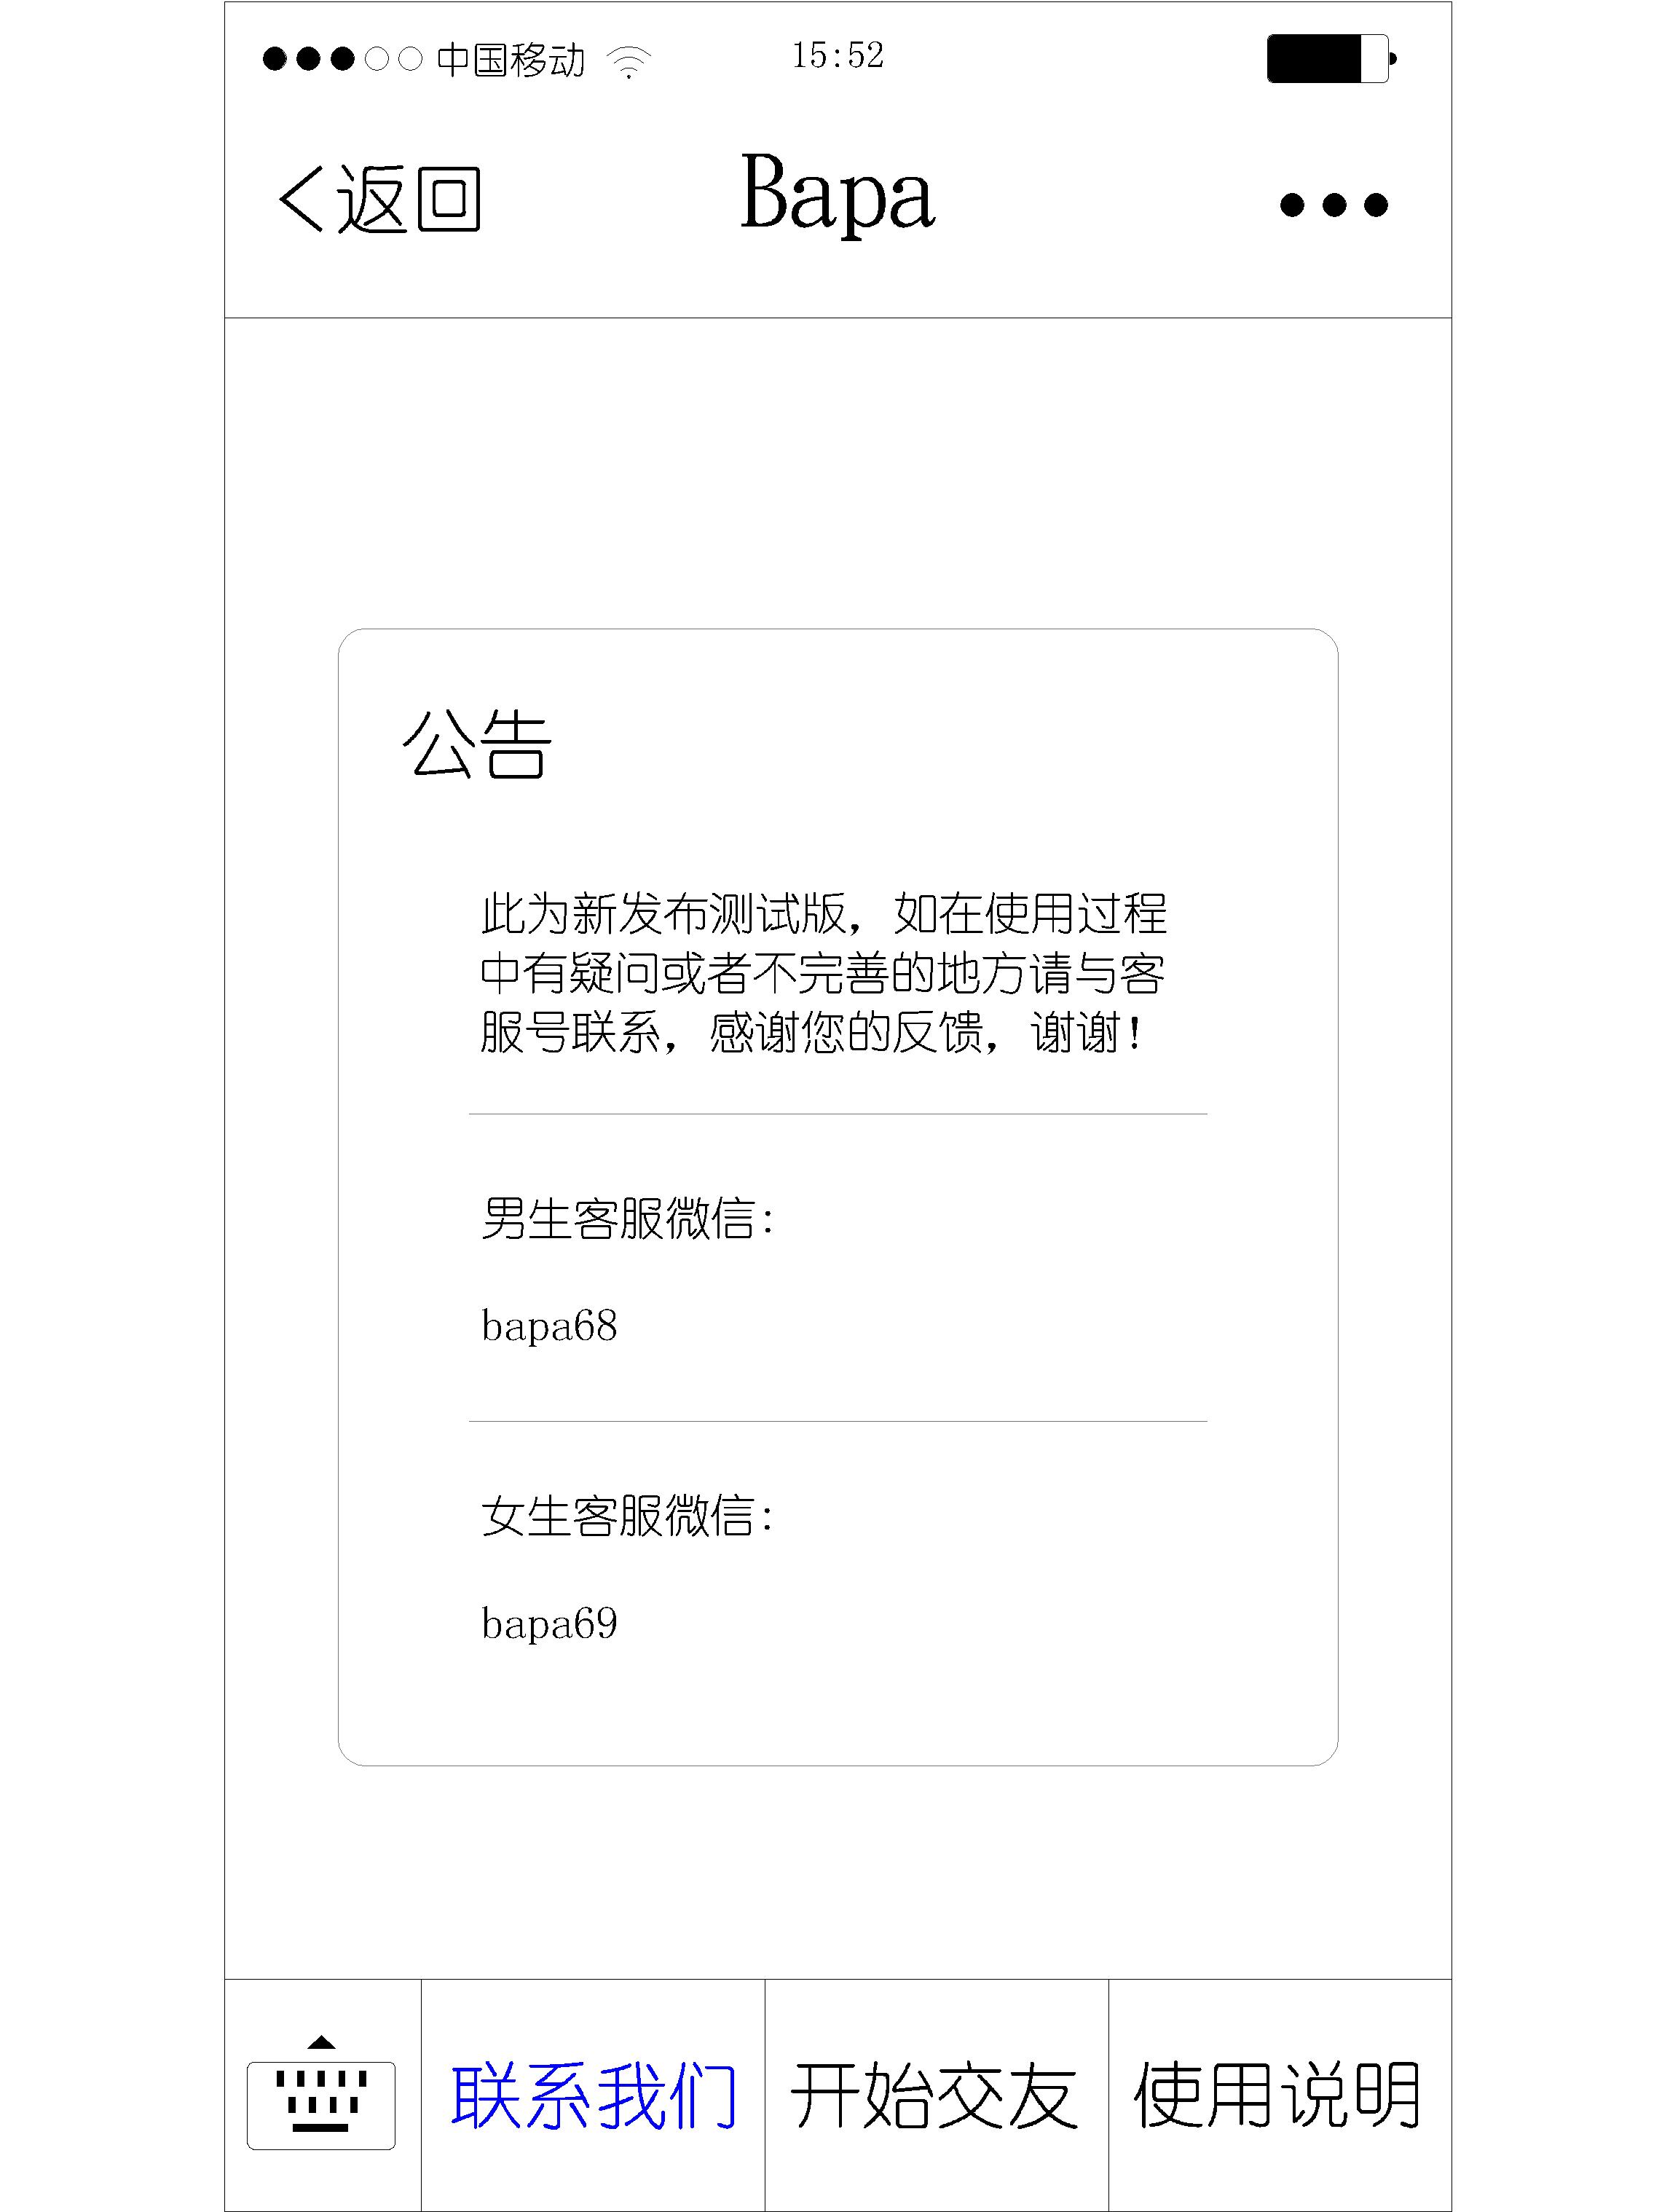 中国移动
15:52
返回
Bapa
公告
此为新发布测试版，如在使用过程
中有疑问或者不完善的地方请与客
服号联系，感谢您的反馈，谢谢！
男生客服微信：
bapa68
女生客服微信：
bapa69
联系我们
开始交友
使用说明